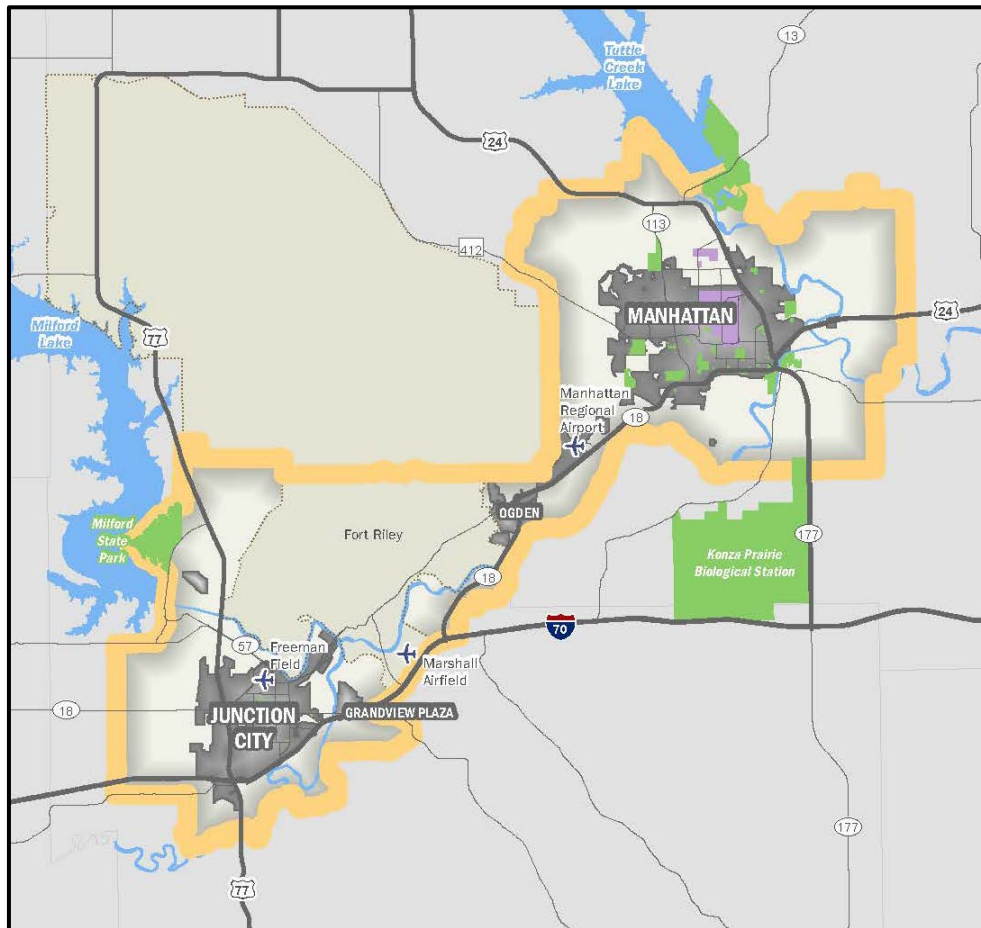 13
Tuttle
Creek
Lake
24
113
412
MANHATTAN
24
Milford
Lake
77
Manhattan
Regional
Airport
18
OGDEN
Milford
State
Park
Fort Riley
177
Konza Prairie
Biological Station
18
70
57
Freeman
Field
Marshall
Airfield
18
JUNCTION
CITY
GRANDVIEW PLAZA
177
77